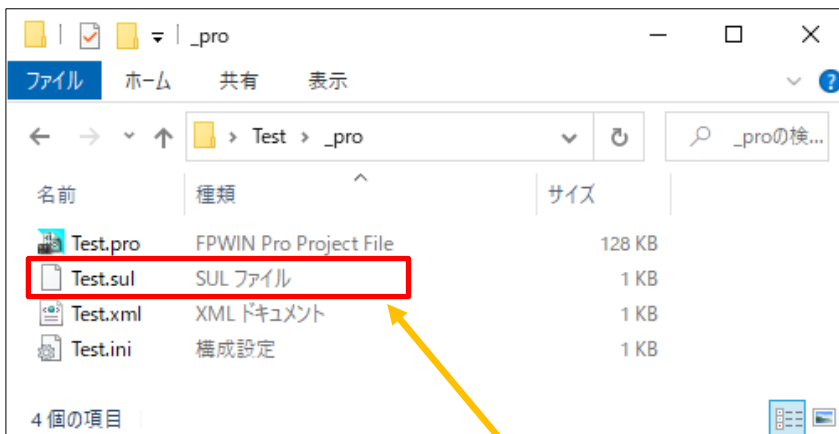 _pro
ファイル ホーム 共有 表示
Test _pro _proの検...
名前 種類 サイズ
Test.pro FPWIN Pro Project File 128 KB
Test.sul SUL ファイル 1 KB
Test.xml XML ドキュメント 1 KB
Test.ini 構成設定 1 KB
4 個の項目